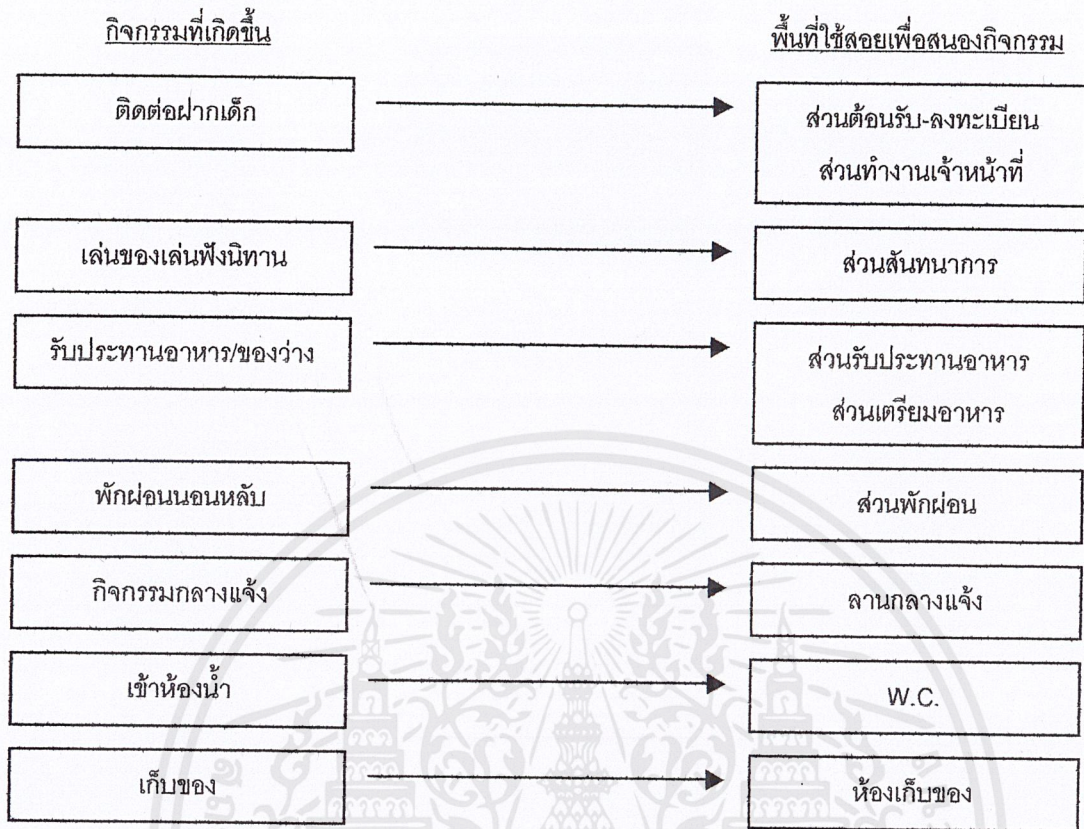 กิจกรรมที่เกิดขึ้น
พื้นที่ใช้สอยเพื่อสนองกิจกรรม
ติดต่อฝากเด็ก
ส่วนต้อนรับ-ลงทะเบียน
ส่วนทำงานเจ้าหน้าที่
เล่นของเล่นฟังนิทาน
ส่วนสันทนาการ
รับประทานอาหาร/ของว่าง
ส่วนรับประทานอาหาร
ส่วนเตรียมอาหาร
พักผ่อนนอนหลับ
ส่วนพักผ่อน
กิจกรรมกลางแจ้ง
ลานกลางแจ้ง
เข้าห้องน้ำ
W.C.
เก็บของ
ห้องเก็บของ